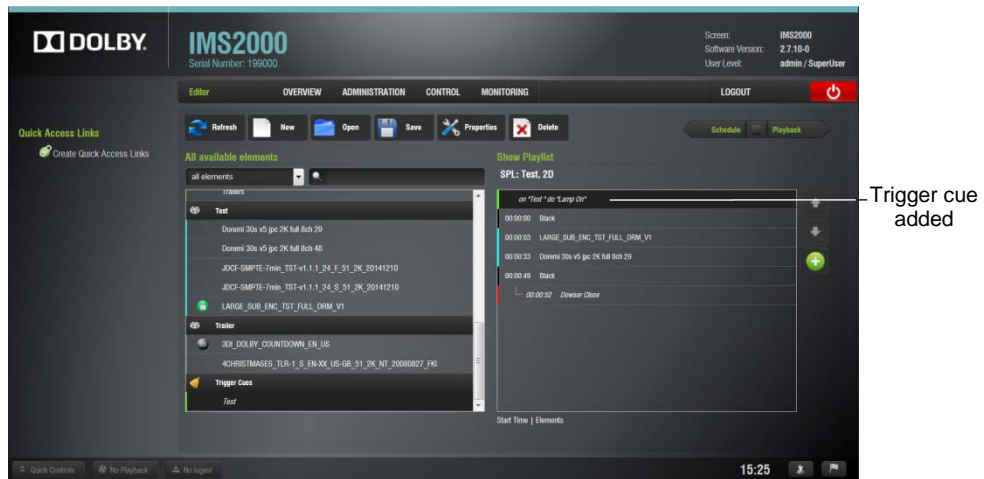 DOLBY.
IMS2000
Serial Number: 199000
Screen: IMS2000
Software Version: 2.7.10-0
User Level: admin / SuperUser
Editor OVERVIEW ADMINISTRATION CONTROL MONITORING LOGOUT
Quick Access Links
Create Quick Access Links
Refresh New Open Save Properties Delete
Schedule Playback
All available elements
all elements
Trailers
Test
Doremi 30s v5 jpc 2K full 8ch 29
Doremi 30s v5 jpc 2K full 8ch 48
JDCF-SMPTE-7min_TST-v1.1.1_24_F_51_2K_20141210
JDCF-SMPTE-7min_TST-v1.1.1_24_S_51_2K_20141210
LARGE_SUB_ENC_TST_FULL_DRM_V1
Trailer
3DI_DOLBY_COUNTDOWN_EN_US
4CHRISTMASES_TLR-1_S_EN-XX_US-GB_51_2K_NT_20080827_FKI
Trigger Cues
Test
Show Playlist
SPL: Test, 2D
on "Test" do "Lamp On"
00:00:00 Black
00:00:03 LARGE_SUB_ENC_TST_FULL_DRM_V1
00:00:33 Doremi 30s v5 jpc 2K full 8ch 29
00:00:49 Black
00:00:52 Dowser Close
Start Time | Elements
Trigger cue
added
Quick Controls No Playback No Ingest
15:25